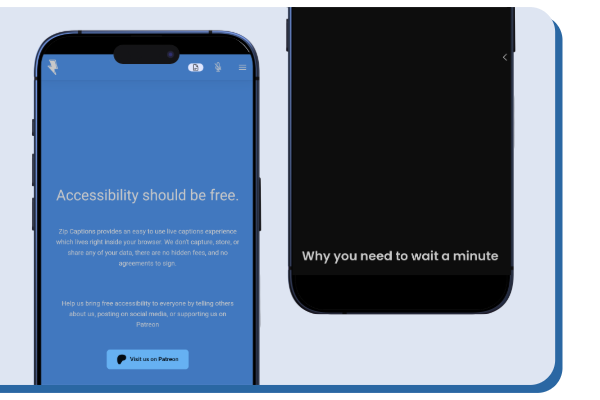 Accessibility should be free.
Zip Captions provides an easy to use live captions experience
which lives right inside your browser. We don't capture, store, or
share any of your data, there are no hidden fees, and no
agreements to sign.
Help us bring free accessibility to everyone by telling others
about us, posting on social media, or supporting us on
Patreon
Visit us on Patreon
Why you need to wait a minute